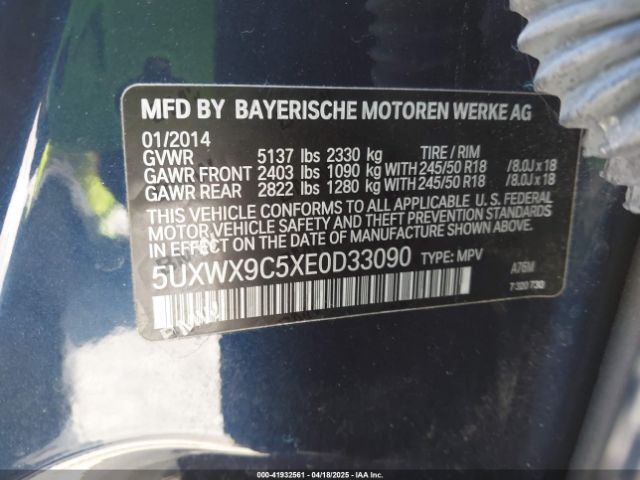 MFD BY BAYERISCHE MOTOREN WERKE AG
01/2014
GVWR 5137 lbs 2330 kg TIRE / RIM
GAWR FRONT 2403 lbs 1090 kg WITH 245/50 R18 /8.0J x 18
GAWR REAR 2822 lbs 1280 kg WITH 245/50 R18 /8.0J x 18
THIS VEHICLE CONFORMS TO ALL APPLICABLE U. S. FEDERAL
MOTOR VEHICLE SAFETY AND THEFT PREVENTION STANDARDS
IN EFFECT ON THE DATE OF MANUFACTURE SHOWN ABOVE.
5UXWX9C5XE0D33090 TYPE: MPV A76M
7 320 730
000-41932561 - 04/18/2025 - IAA, Inc.